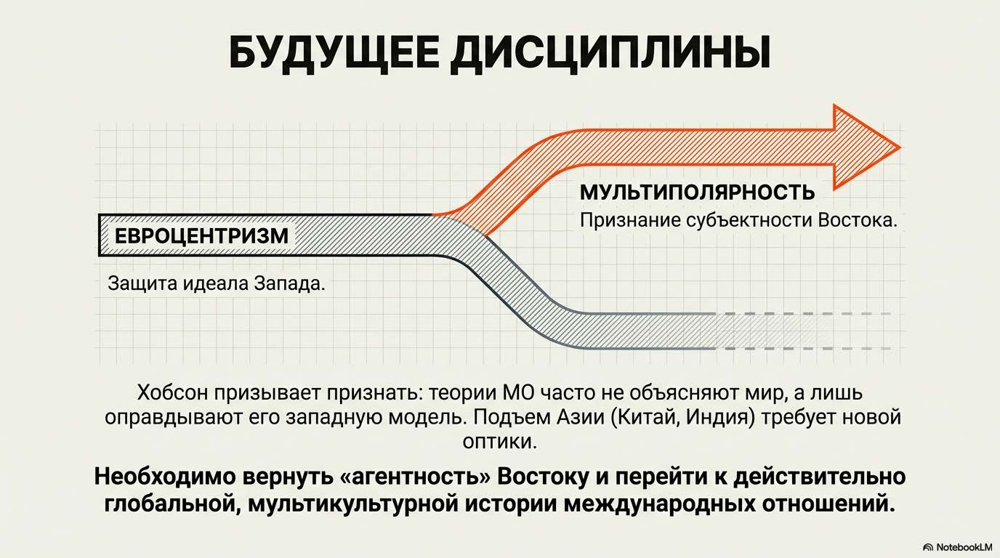 БУДУЩЕЕ ДИСЦИПЛИНЫ
ЕВРОЦЕНТРИЗМ
Защита идеала Запада.
МУЛЬТИПОЛЯРНОСТЬ
Признание субъектности Востока.
Хобсон призывает признать: теории МО часто не объясняют мир, а лишь
оправдывают его западную модель. Подъем Азии (Китай, Индия) требует новой
оптики.
Необходимо вернуть «агентность» Востоку и перейти к действительно
глобальной, мультикультурной истории международных отношений.
NotebookLM